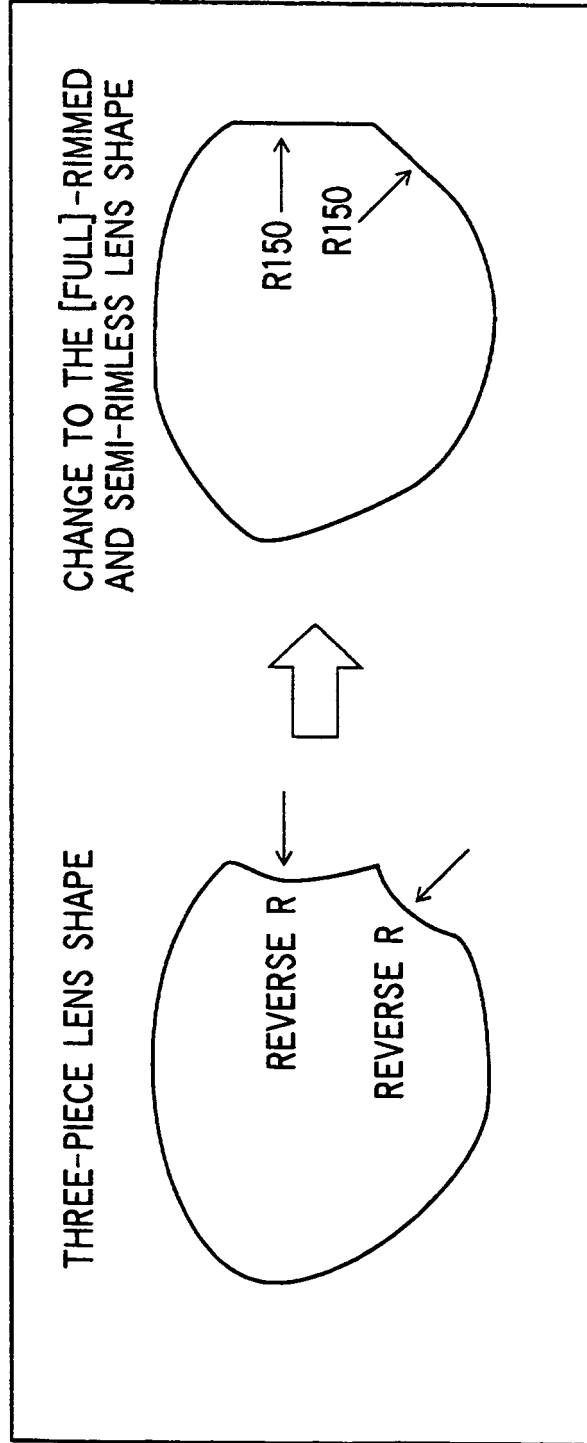 THREE-PIECE LENS SHAPE
REVERSE R
REVERSE R
CHANGE TO THE [FULL]-RIMMED
AND SEMI-RIMLESS LENS SHAPE
R150
R150